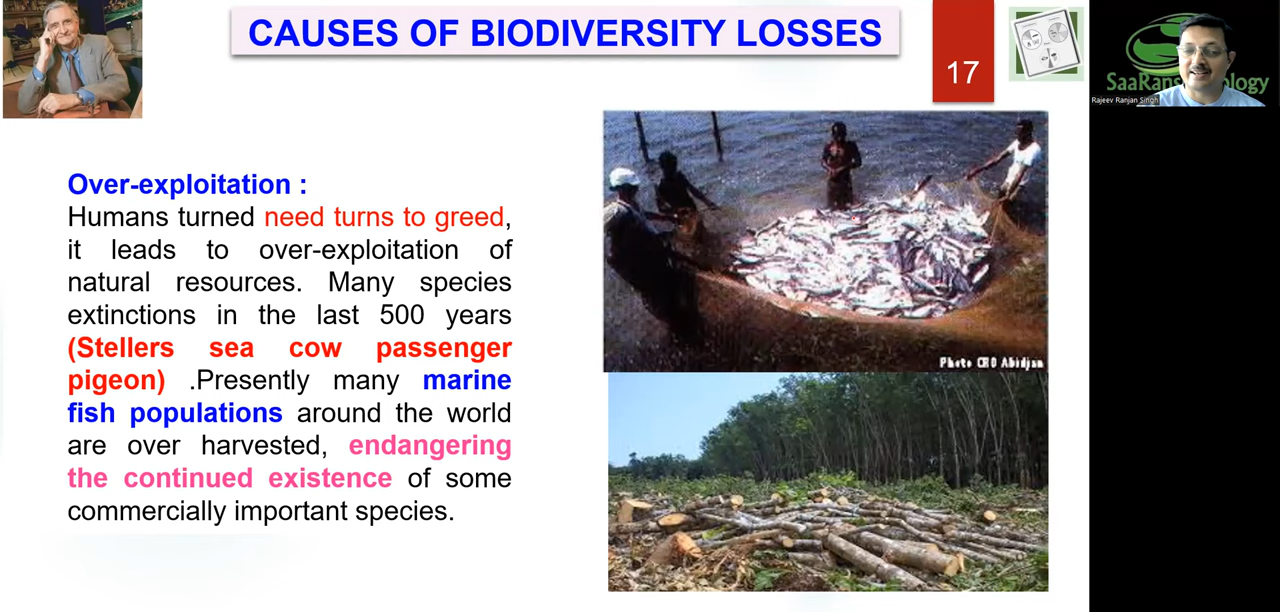 CAUSES OF BIODIVERSITY LOSSES
17
SaaRans ology
Rajeev Ranjan Singh
Over-exploitation :
Humans turned need turns to greed,
it leads to over-exploitation of
natural resources. Many species
extinctions in the last 500 years
(Stellers sea cow passenger
pigeon) .Presently many marine
fish populations around the world
are over harvested, endangering
the continued existence of some
commercially important species.
Photo CRO Abidjan